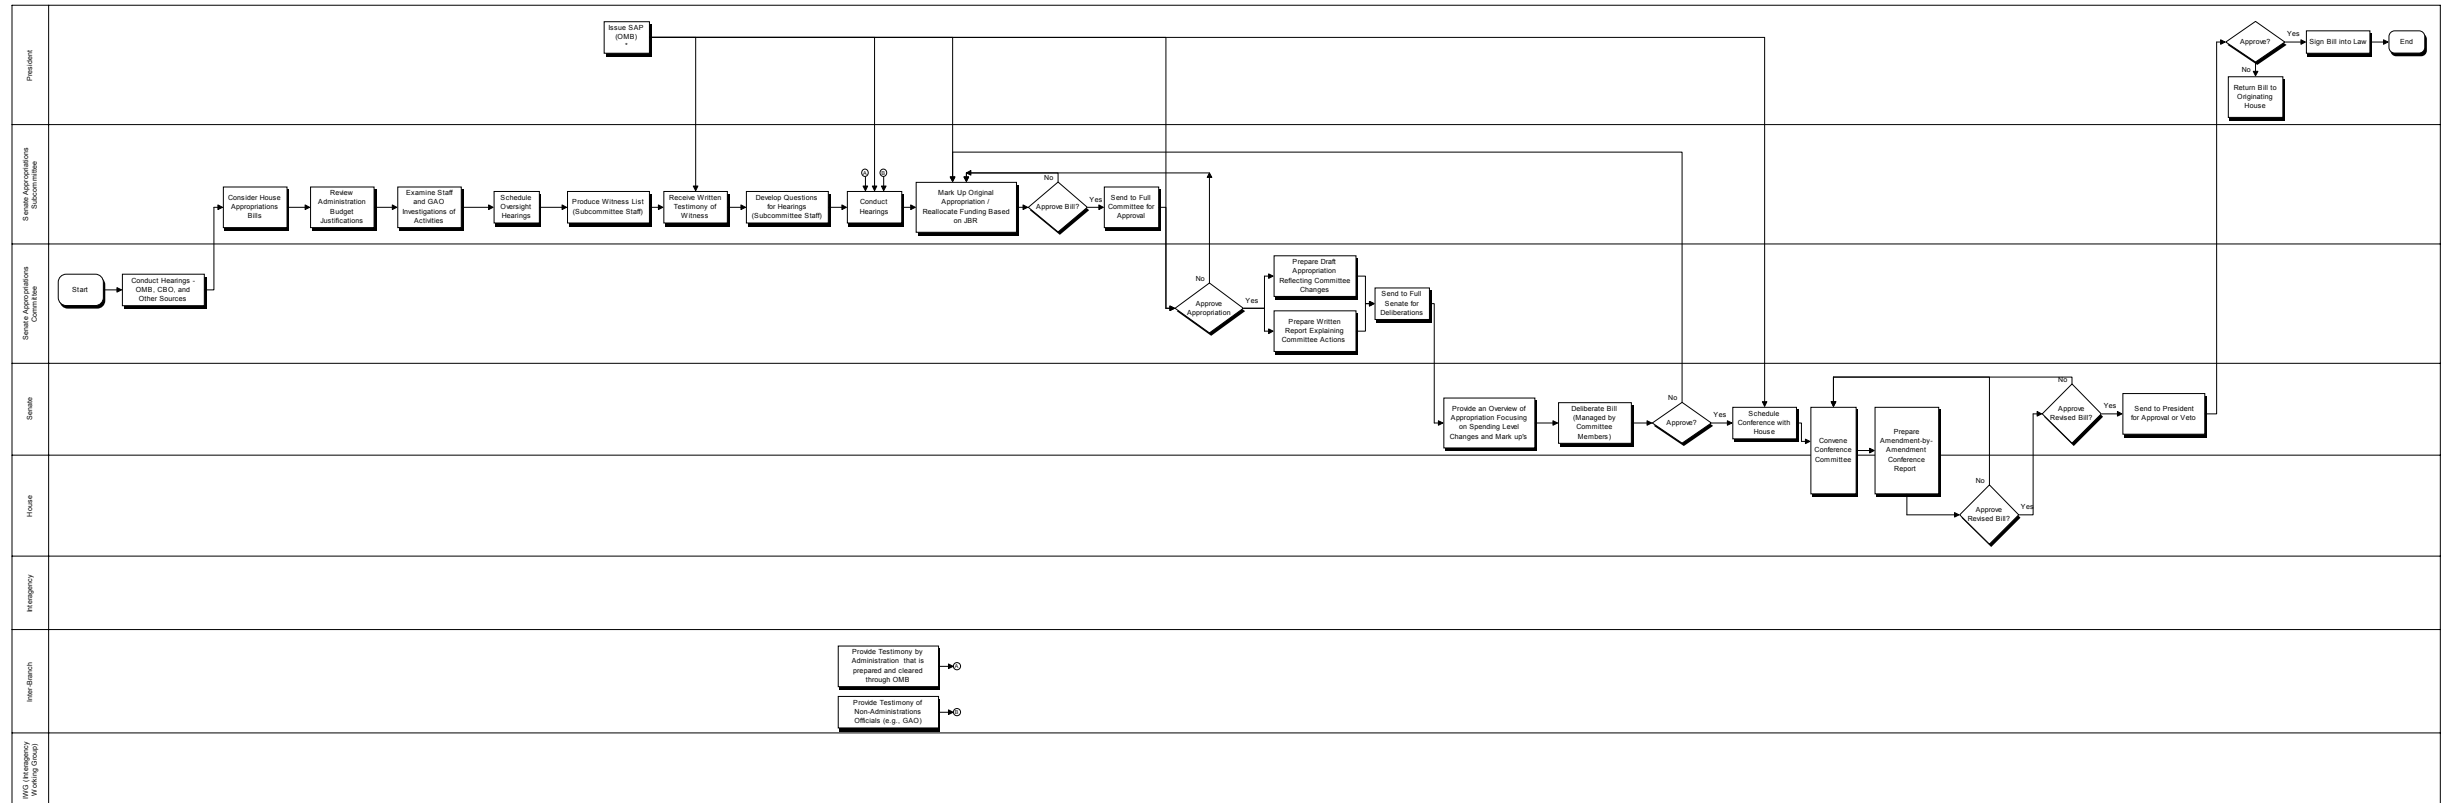 President
Issue SAP
(OMB)
*
Approve?
Yes
Sign Bill into Law
End
No
Return Bill to
Originating
House
Senate Appropriations
Subcommittee
Consider House
Appropriations
Bills
Review
Administration
Budget
Justifications
Examine Staff
and GAO
Investigations of
Activities
Schedule
Oversight
Hearings
Produce Witness List
(Subcommittee Staff)
Receive Written
Testimony of
Witness
Develop Questions
for Hearings
(Subcommittee Staff)
A
B
Conduct
Hearings
Mark Up Original
Appropriation /
Reallocate Funding Based
on JBR
No
Approve Bill?
Yes
Send to Full
Committee for
Approval
Senate Appropriations
Committee
Start
Conduct Hearings -
OMB, CBO, and
Other Sources
No
Approve
Appropriation
Yes
Prepare Draft
Appropriation
Reflecting Committee
Changes
Prepare Written
Report Explaining
Committee Actions
Send to Full
Senate for
Deliberations
Senate
Provide an Overview of
Appropriation Focusing
on Spending Level
Changes and Mark up's
Deliberate Bill
(Managed by
Committee
Members)
No
Approve?
Yes
Schedule
Conference with
House
Convene
Conference
Committee
Prepare
Amendment-by-
Amendment
Conference
Report
No
Approve
Revised Bill?
Yes
Send to President
for Approval or Veto
House
No
Approve
Revised Bill?
Yes
Interagency
Inter-Branch
Provide Testimony by
Administration that is
prepared and cleared
through OMB
A
Provide Testimony of
Non-Administrations
Officials (e.g., GAO)
B
IWG (Interagency
Working Group)